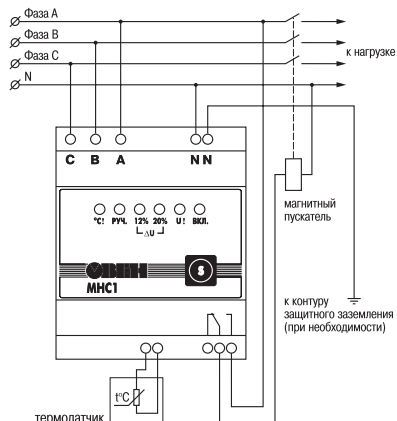 Фаза A
Фаза B
Фаза C
N
к нагрузке
C B A N N
магнитный
пускатель
°C! РУЧ. 12% 20% U! ВКЛ.
ΔU
ОВЕН
S
МНС1
к контуру
защитного заземления
(при необходимости)
t°C
термодатчик